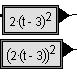 2·(t - 3)²
(2·(t - 3))²